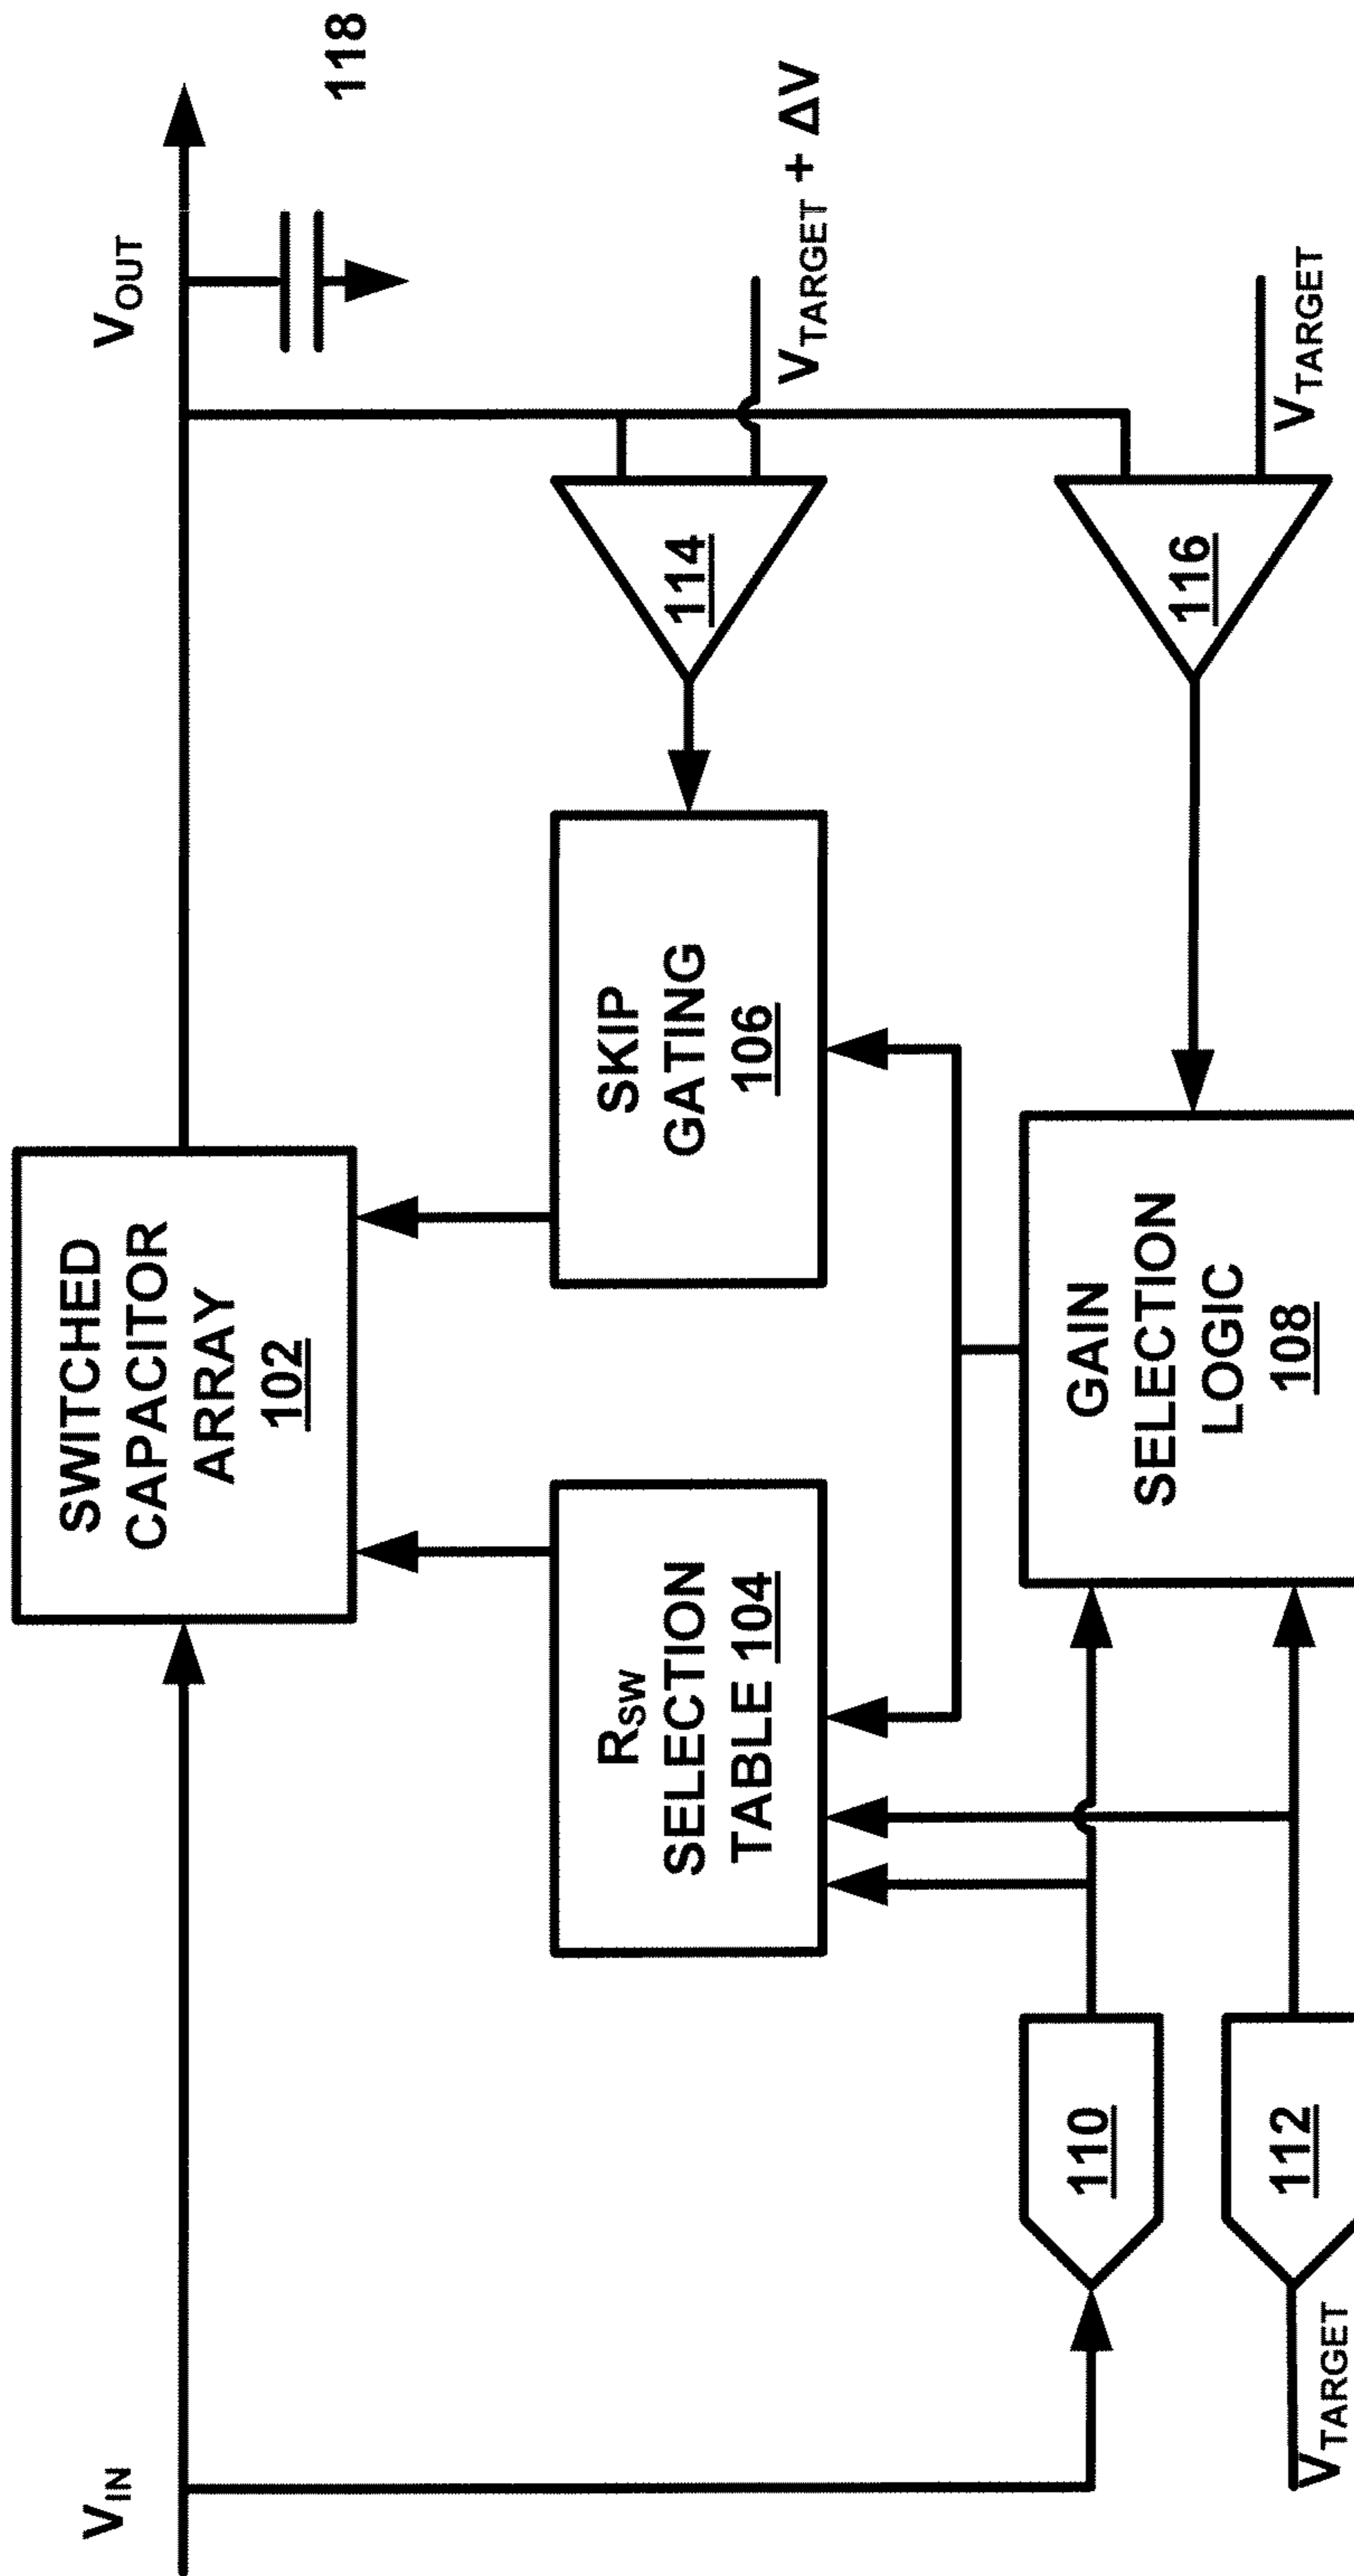 V_IN
SWITCHED
CAPACITOR
ARRAY
102
V_OUT
118
R_SW
SELECTION
TABLE 104
SKIP
GATING
106
114
V_TARGET + ΔV
110
GAIN
SELECTION
LOGIC
108
116
V_TARGET
112
V_TARGET